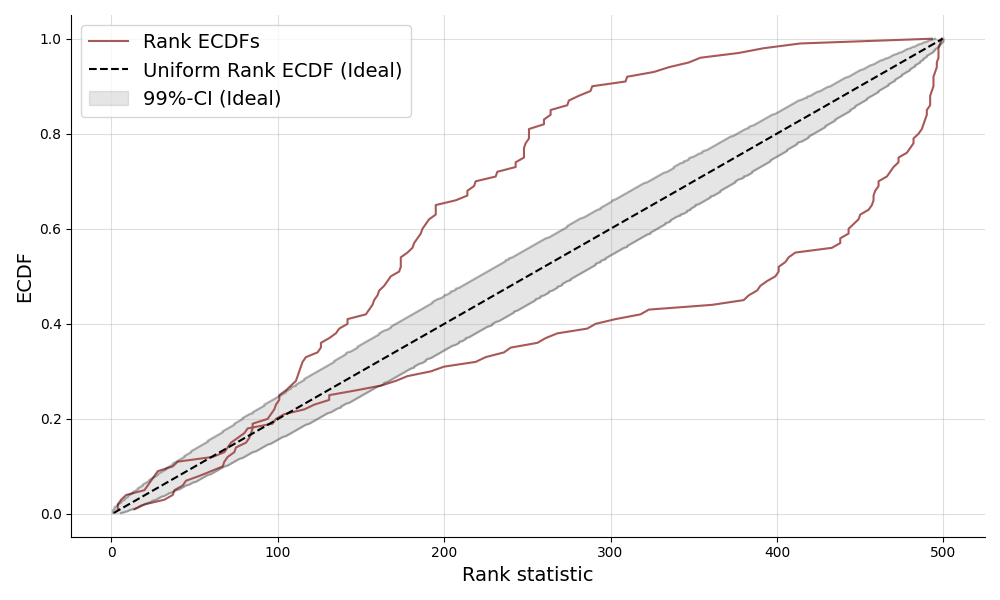 Rank ECDFs
Uniform Rank ECDF (Ideal)
99%-CI (Ideal)
ECDF
1.0
0.8
0.6
0.4
0.2
0.0
0 100 200 300 400 500
Rank statistic